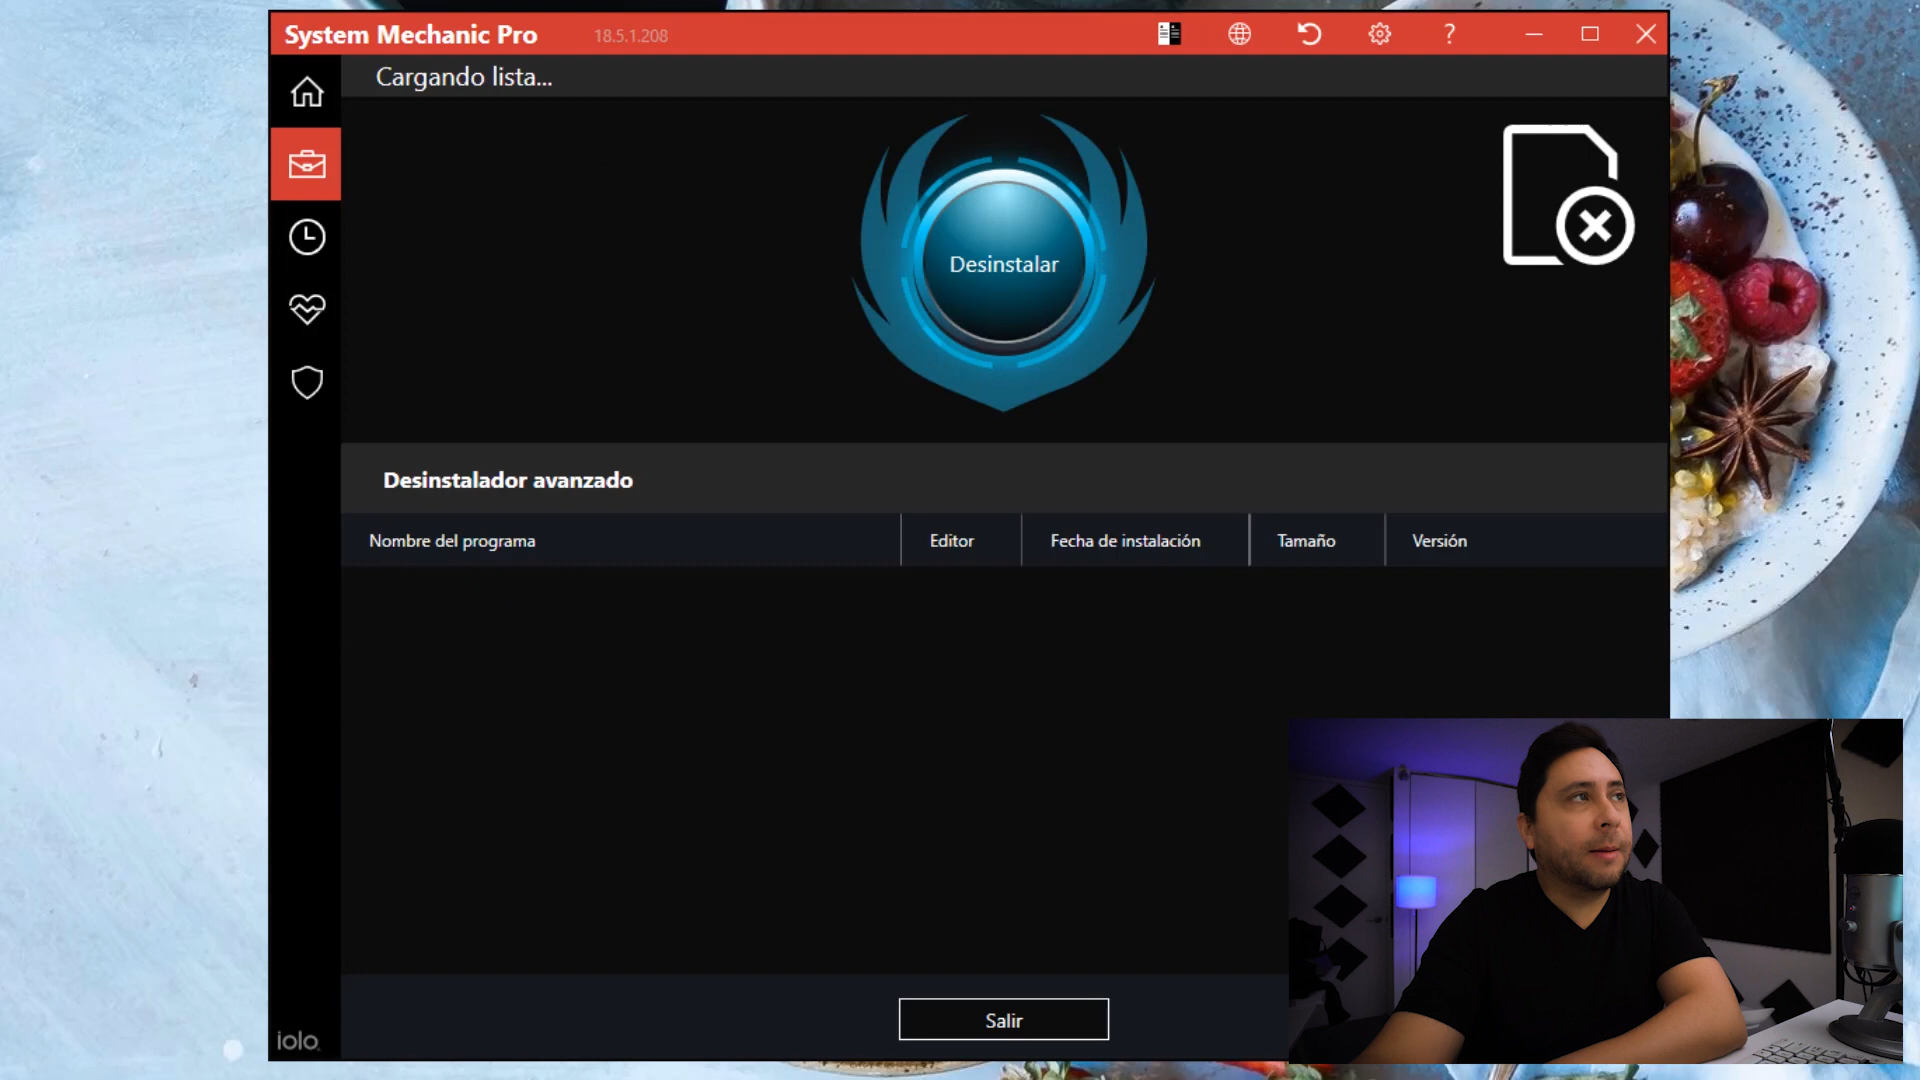 System Mechanic Pro 18.5.1.208 ?
Cargando lista...
Desinstalar
Desinstalador avanzado
Nombre del programa Editor Fecha de instalación Tamaño Versión
Salir
iolo